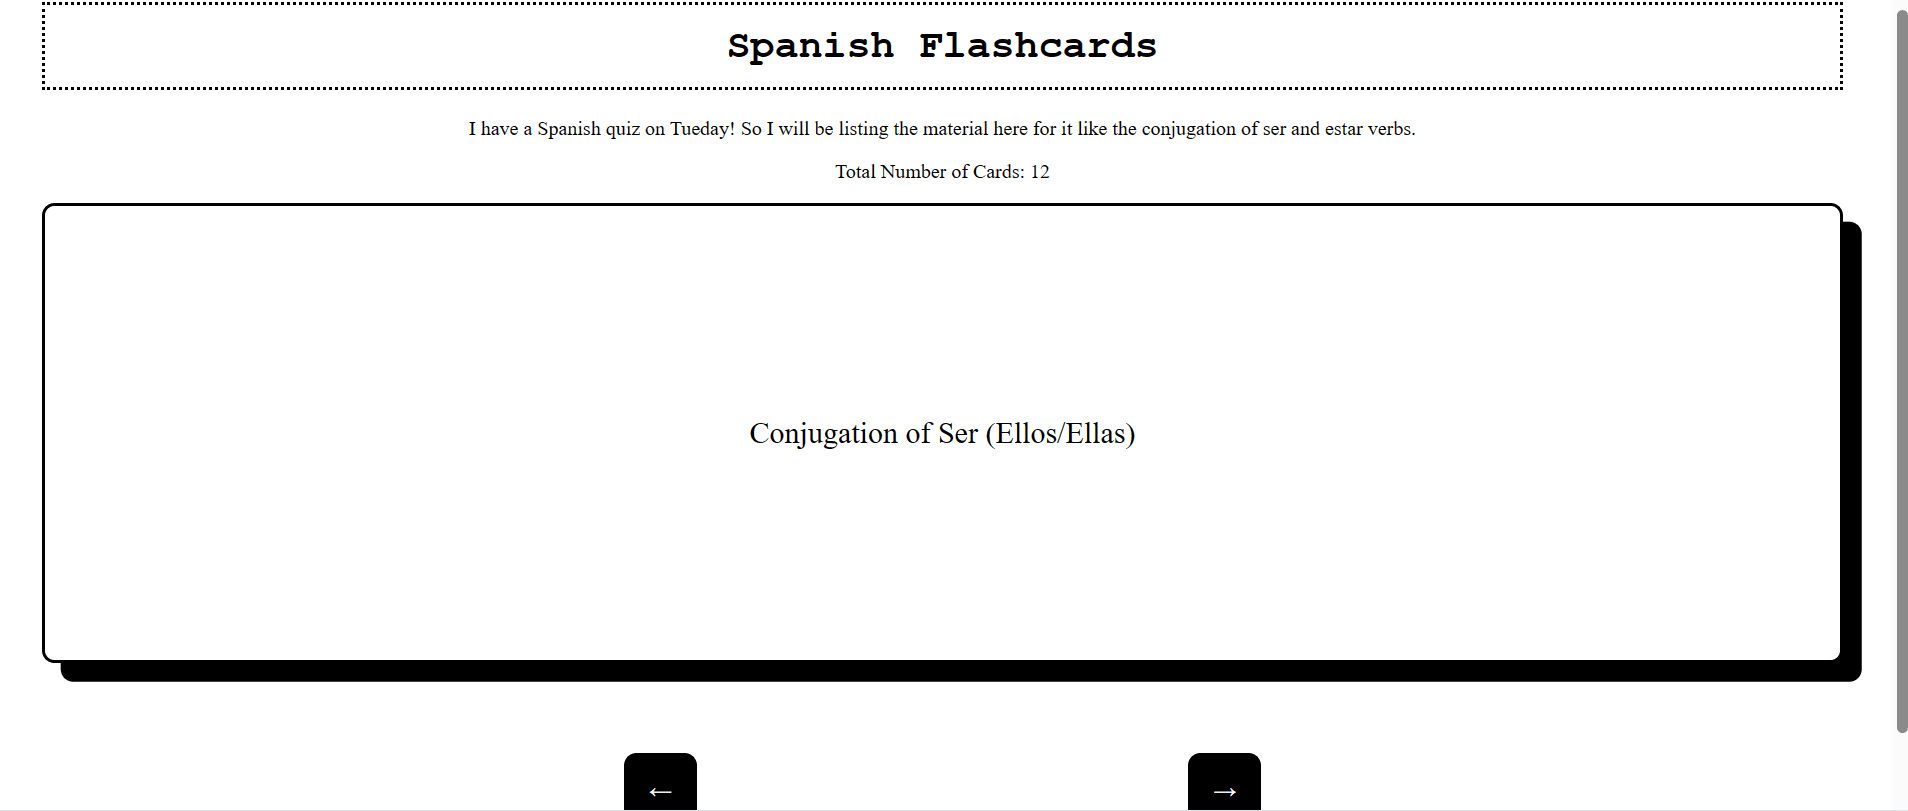 Spanish Flashcards
I have a Spanish quiz on Tueday! So I will be listing the material here for it like the conjugation of ser and estar verbs.
Total Number of Cards: 12
Conjugation of Ser (Ellos/Ellas)
← →